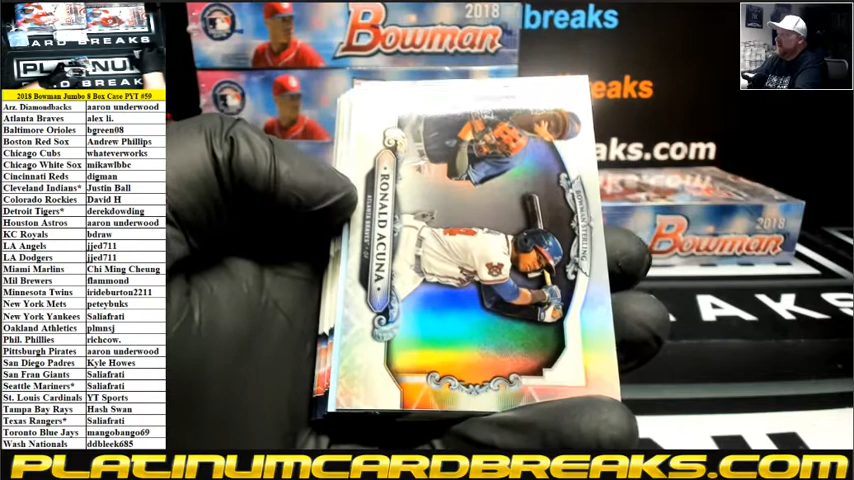 CARD BREAKS
PLATINU
RD BREAK
2018 Bowman Jumbo 8 Box Case PYT #59
Arz. Diamondbacks aaron underwood
Atlanta Braves alex li.
Baltimore Orioles bgreen08
Boston Red Sox Andrew Phillips
Chicago Cubs whateverworks
Chicago White Sox mikawlbbc
Cincinnati Reds digman
Cleveland Indians* Justin Ball
Colorado Rockies David H
Detroit Tigers* derekdowding
Houston Astros aaron underwood
KC Royals bdraw
LA Angels jjed711
LA Dodgers jjed711
Miami Marlins Chi Ming Cheung
Mil Brewers flammond
Minnesota Twins irideburton2211
New York Mets peteybuks
New York Yankees Saliafrati
Oakland Athletics plmnsj
Phil. Phillies richcow.
Pittsburgh Pirates aaron underwood
San Diego Padres Kyle Howes
San Fran Giants Saliafrati
Seattle Mariners* Saliafrati
St. Louis Cardinals YT Sports
Tampa Bay Rays Hash Swan
Texas Rangers* Saliafrati
Toronto Blue Jays mangobango69
Wash Nationals ddbleek685
2018
Bowman
breaks
eaks
ks.com
2018
Bowman
BOWMAN STERLING
RONALD ACUNA
ATLANTA BRAVES
REAKS
PLATINUMCARDBREAKS.COM